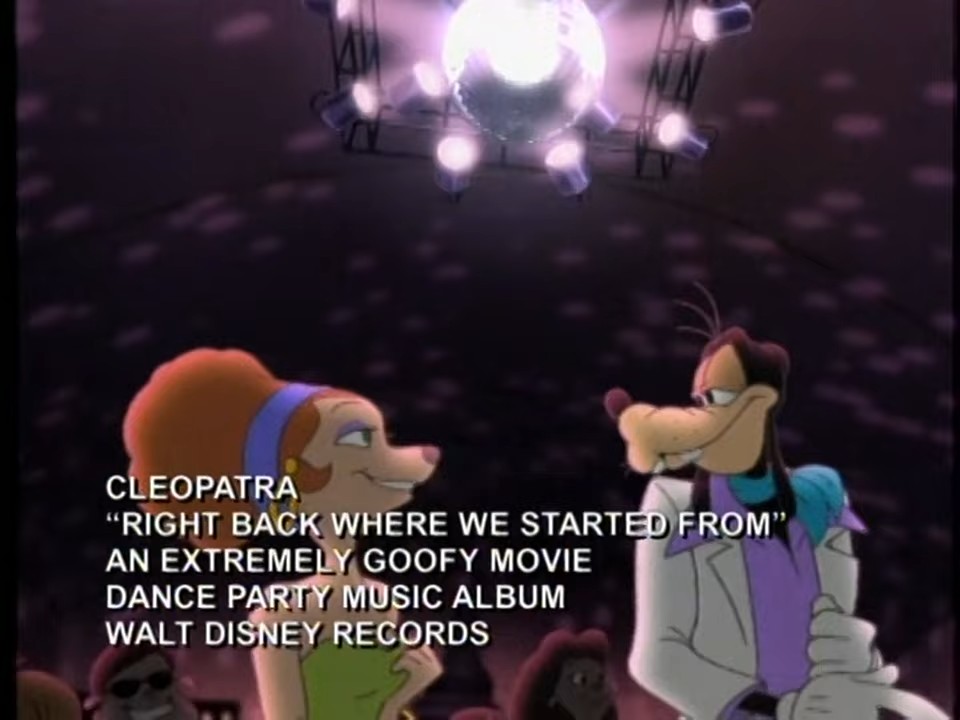 CLEOPATRA
“RIGHT BACK WHERE WE STARTED FROM”
AN EXTREMELY GOOFY MOVIE
DANCE PARTY MUSIC ALBUM
WALT DISNEY RECORDS